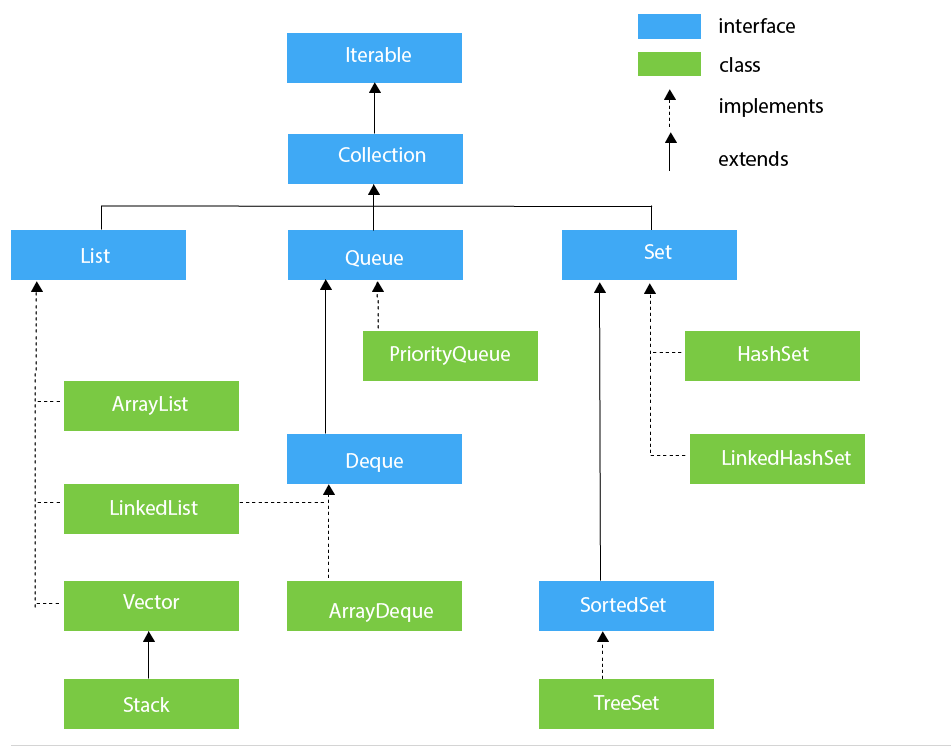 interface
class
implements
extends
Iterable
Collection
List
Queue
Set
PriorityQueue
HashSet
ArrayList
Deque
LinkedHashSet
LinkedList
Vector
ArrayDeque
SortedSet
Stack
TreeSet